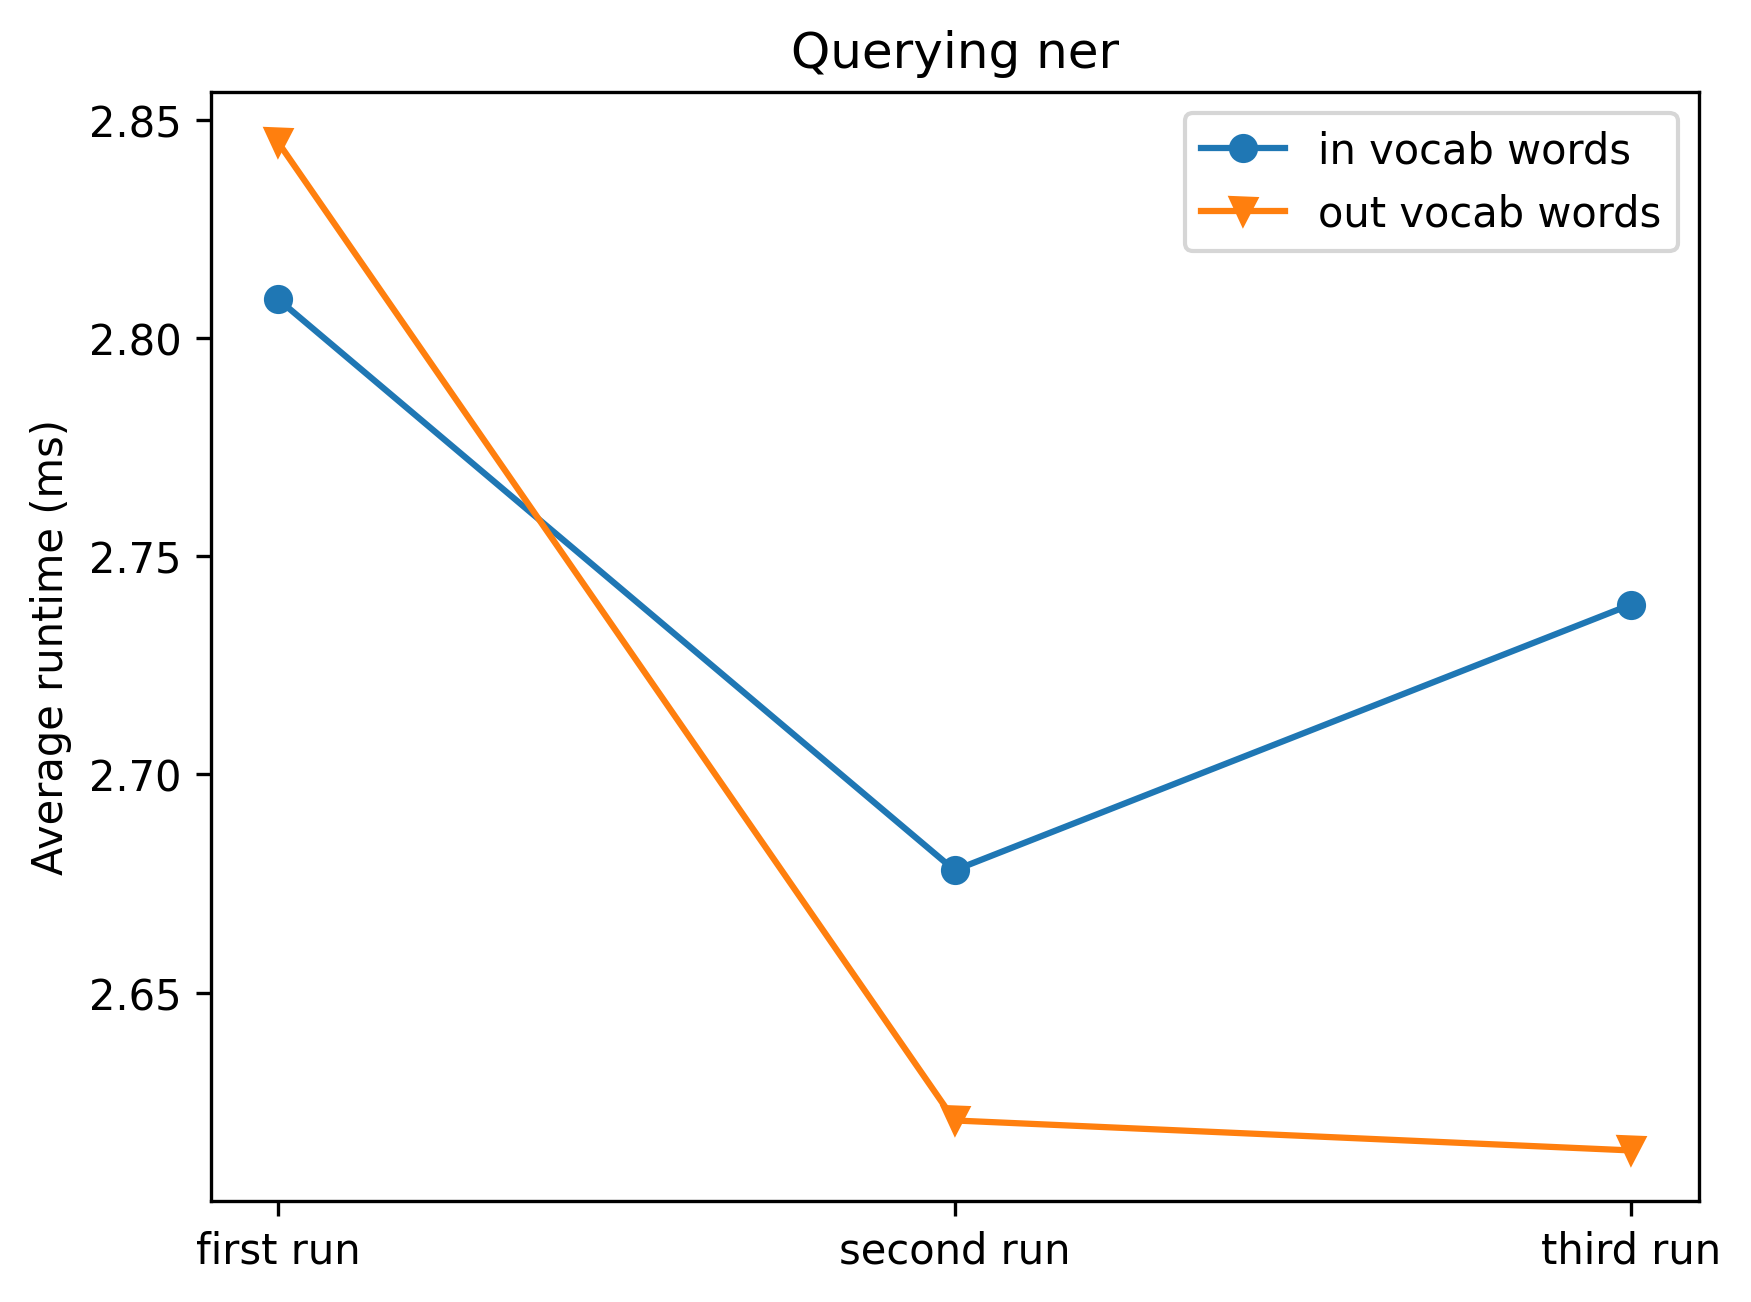 Querying ner
in vocab words
out vocab words
Average runtime (ms)
2.85
2.80
2.75
2.70
2.65
first run
second run
third run